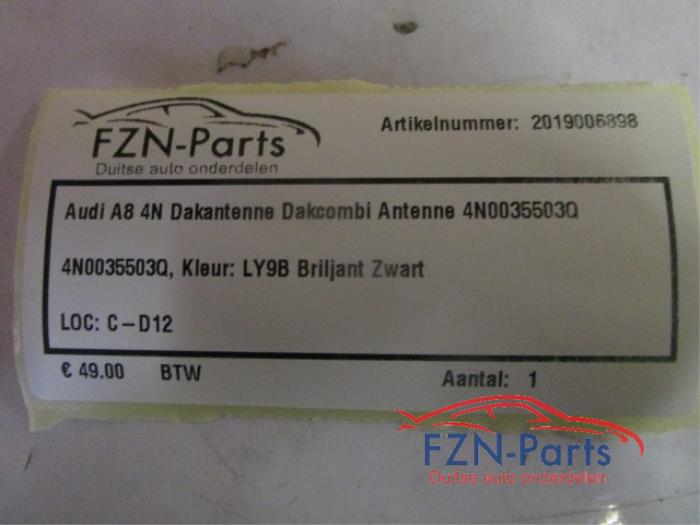 FZN-Parts
Duitse auto onderdelen
Artikelnummer: 2019006898
Audi A8 4N Dakantenne Dakcombi Antenne 4N0035503Q
4N0035503Q, Kleur: LY9B Briljant Zwart
LOC: C-D12
€ 49.00 BTW Aantal: 1
FZN-Parts
Duitse auto onderdelen